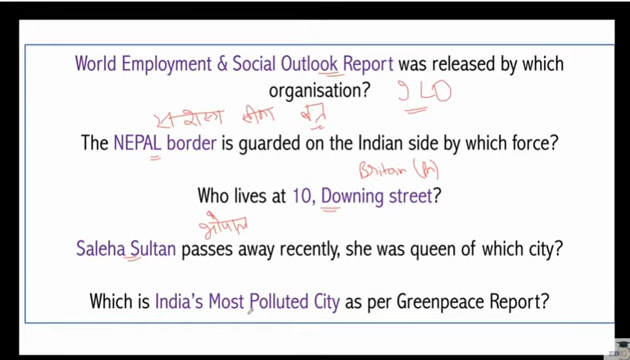 World Employment & Social Outlook Report was released by which
organisation? ILO
सशस्त्र सीमा बल
The NEPAL border is guarded on the Indian side by which force?
Britan (PM)
Who lives at 10, Downing street?
भोपाल
Saleha Sultan passes away recently, she was queen of which city?
Which is India's Most Polluted City as per Greenpeace Report?